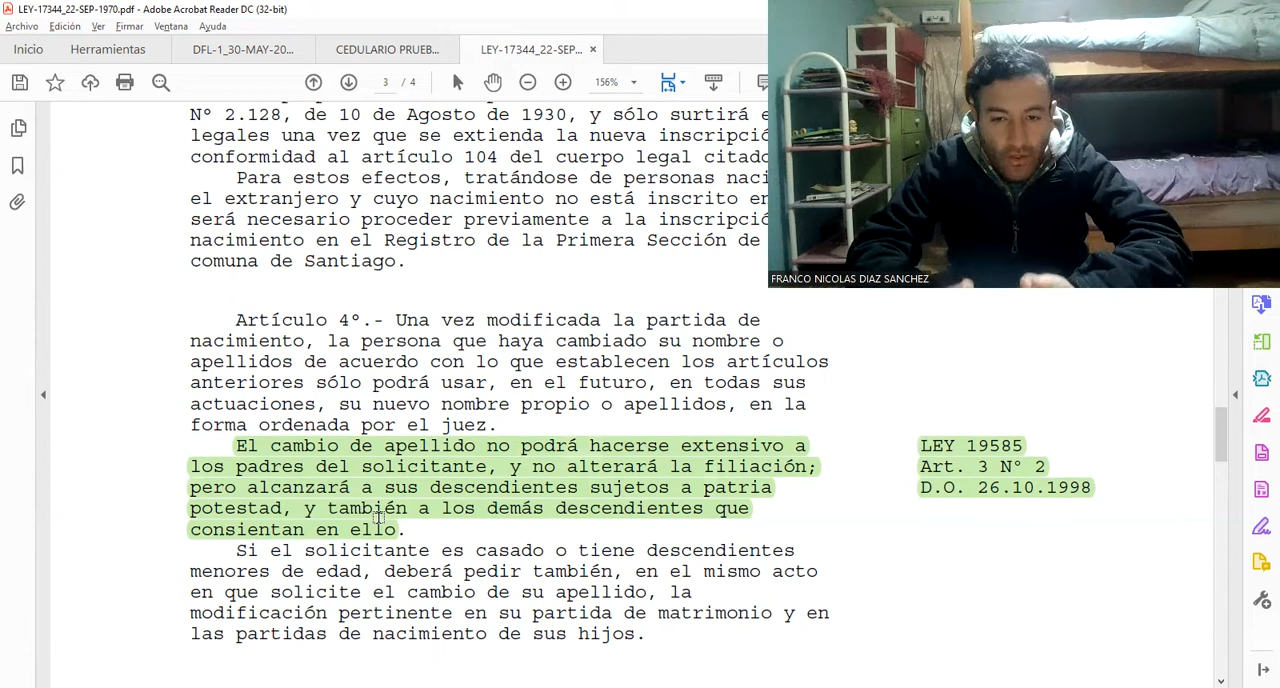 LEY-17344_22-SEP-1970.pdf - Adobe Acrobat Reader DC (32-bit)
Archivo Edición Ver Firmar Ventana Ayuda
Inicio Herramientas DFL-1_30-MAY-20... CEDULARIO PRUEB... LEY-17344_22-SEP... ×
3 / 4 156%
Nº 2.128, de 10 de Agosto de 1930, y sólo surtirá e
legales una vez que se extienda la nueva inscripció
conformidad al artículo 104 del cuerpo legal citado
Para estos efectos, tratándose de personas naci
el extranjero y cuyo nacimiento no está inscrito en
será necesario proceder previamente a la inscripció
nacimiento en el Registro de la Primera Sección de
comuna de Santiago.
FRANCO NICOLAS DIAZ SANCHEZ
Artículo 4º.- Una vez modificada la partida de
nacimiento, la persona que haya cambiado su nombre o
apellidos de acuerdo con lo que establecen los artículos
anteriores sólo podrá usar, en el futuro, en todas sus
actuaciones, su nuevo nombre propio o apellidos, en la
forma ordenada por el juez.
El cambio de apellido no podrá hacerse extensivo a LEY 19585
los padres del solicitante, y no alterará la filiación; Art. 3 Nº 2
pero alcanzará a sus descendientes sujetos a patria D.O. 26.10.1998
potestad, y también a los demás descendientes que
consientan en ello.
Si el solicitante es casado o tiene descendientes
menores de edad, deberá pedir también, en el mismo acto
en que solicite el cambio de su apellido, la
modificación pertinente en su partida de matrimonio y en
las partidas de nacimiento de sus hijos.